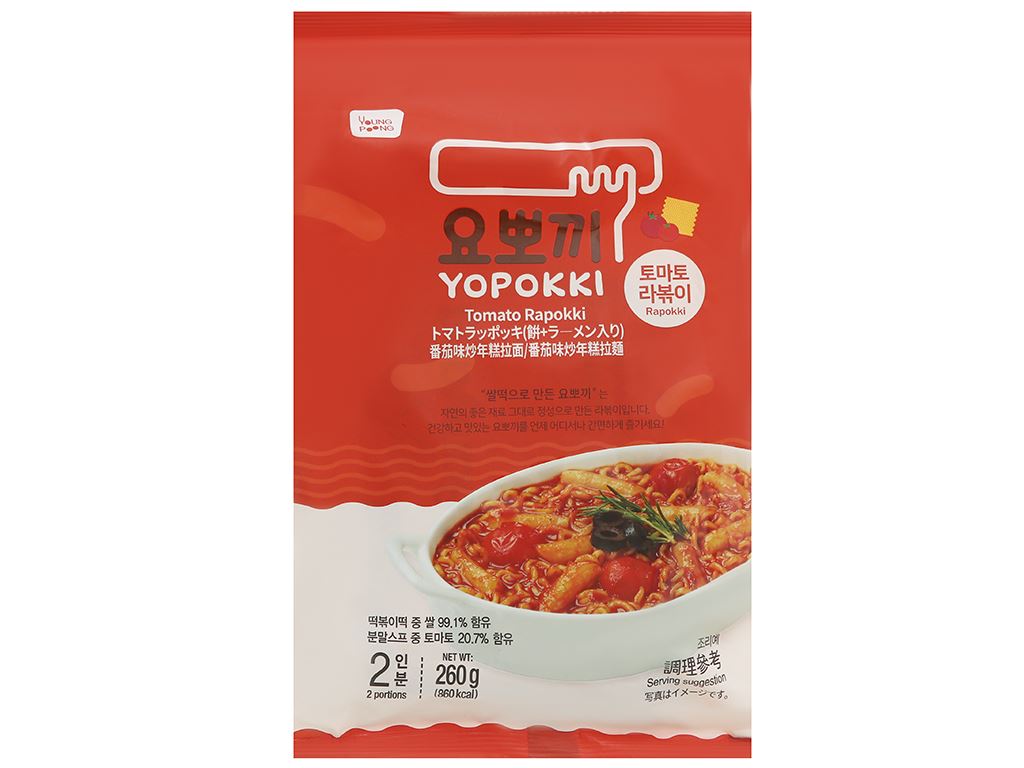 YOUNG
POONG
요뽀끼
YOPOKKI
토마토
라볶이
Rapokki
Tomato Rapokki
トマトラッポッキ(餅+ラーメン入り)
番茄味炒年糕拉面/番茄味炒年糕拉麵
“쌀떡으로 만든 요뽀끼” 는
자연의 좋은 재료 그대로 정성으로 만든 라볶이입니다.
건강하고 맛있는 요뽀끼를 언제 어디서나 간편하게 즐기세요!
떡볶이떡 중 쌀 99.1% 함유
분말스프 중 토마토 20.7% 함유
2인분
2 portions
NET WT:
260g
(860kcal)
조리예
調理參考
Serving suggestion
写真はイメージです。